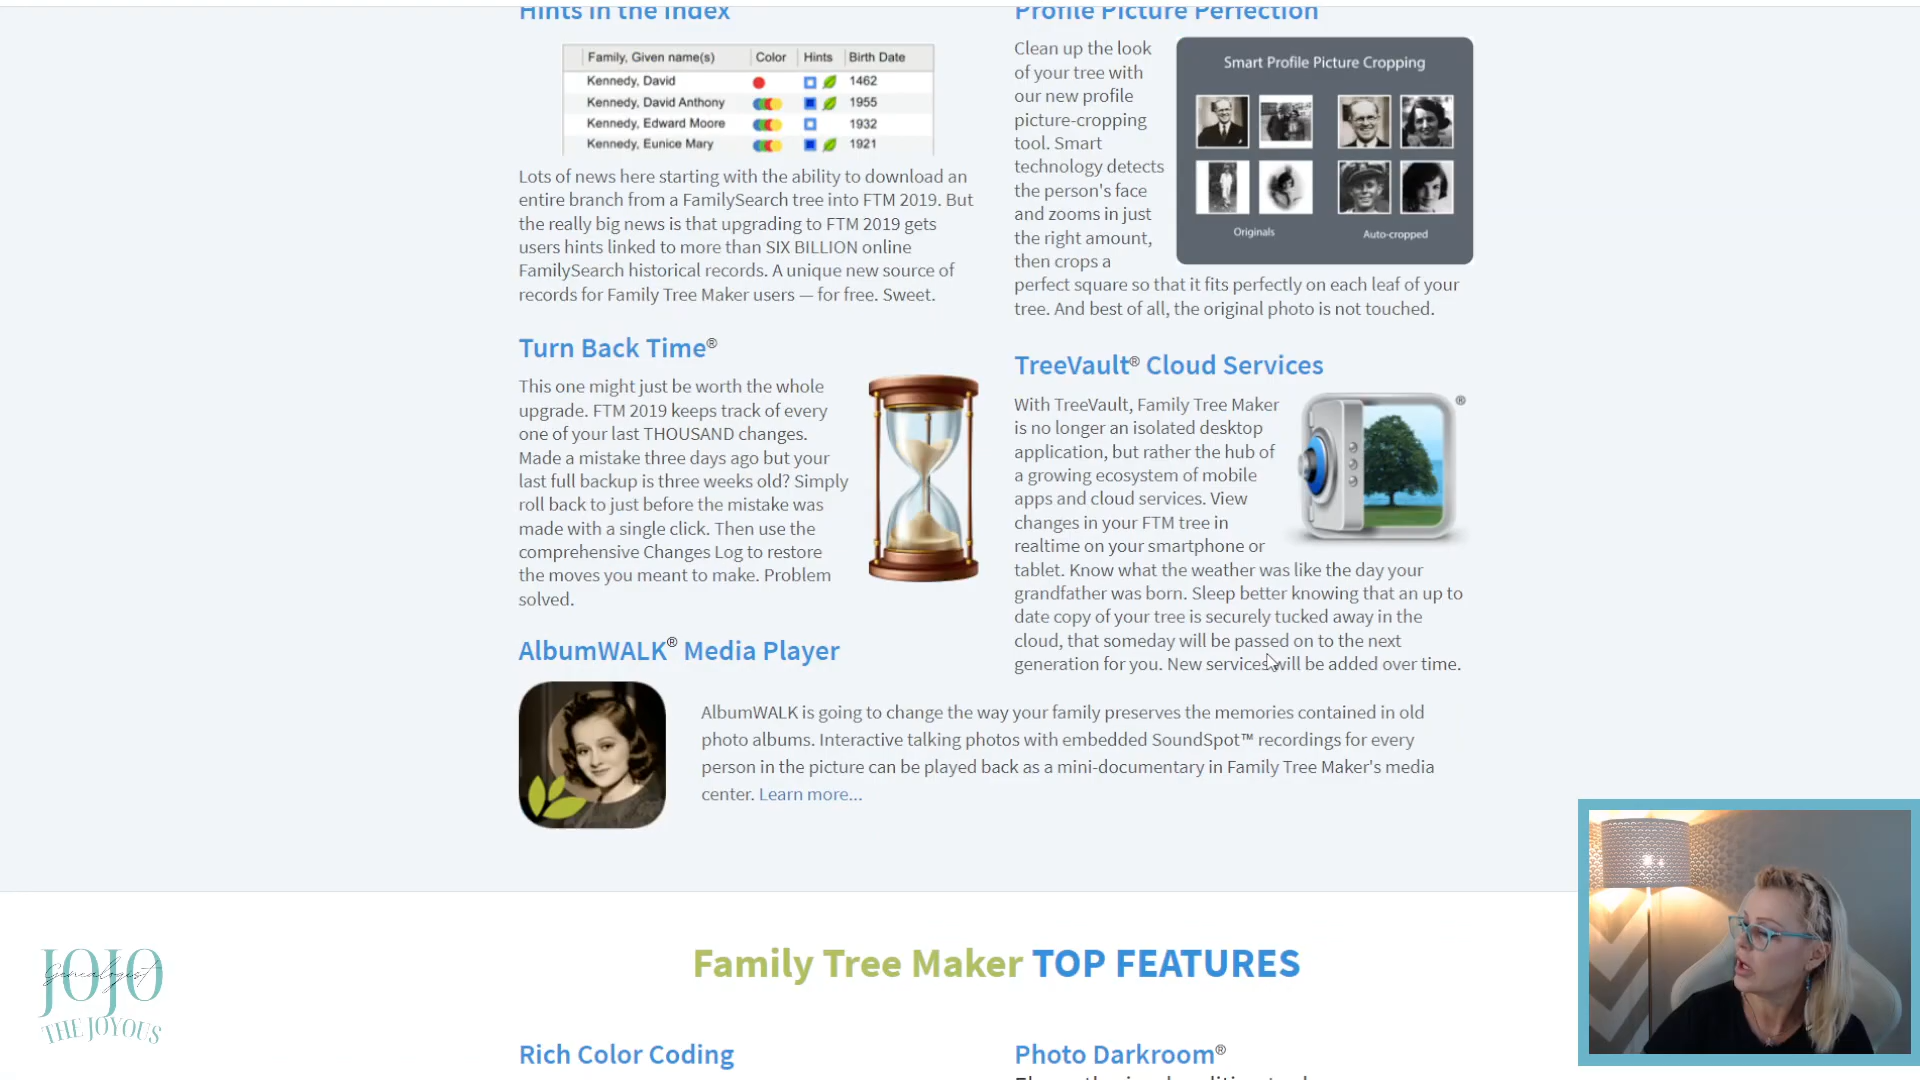 Hints in the Index
Family, Given name(s) Color Hints Birth Date
Kennedy, David 1462
Kennedy, David Anthony 1955
Kennedy, Edward Moore 1932
Kennedy, Eunice Mary 1921
Lots of news here starting with the ability to download an
entire branch from a FamilySearch tree into FTM 2019. But
the really big news is that upgrading to FTM 2019 gets
users hints linked to more than SIX BILLION online
FamilySearch historical records. A unique new source of
records for Family Tree Maker users — for free. Sweet.
Turn Back Time®
This one might just be worth the whole
upgrade. FTM 2019 keeps track of every
one of your last THOUSAND changes.
Made a mistake three days ago but your
last full backup is three weeks old? Simply
roll back to just before the mistake was
made with a single click. Then use the
comprehensive Changes Log to restore
the moves you meant to make. Problem
solved.
Profile Picture Perfection
Clean up the look
of your tree with
our new profile
picture-cropping
tool. Smart
technology detects
the person's face
and zooms in just
the right amount,
then crops a
perfect square so that it fits perfectly on each leaf of your
tree. And best of all, the original photo is not touched.
Smart Profile Picture Cropping
Originals
Auto-cropped
TreeVault® Cloud Services
With TreeVault, Family Tree Maker
is no longer an isolated desktop
application, but rather the hub of
a growing ecosystem of mobile
apps and cloud services. View
changes in your FTM tree in
realtime on your smartphone or
tablet. Know what the weather was like the day your
grandfather was born. Sleep better knowing that an up to
date copy of your tree is securely tucked away in the
cloud, that someday will be passed on to the next
generation for you. New services will be added over time.
®
AlbumWALK® Media Player
AlbumWALK is going to change the way your family preserves the memories contained in old
photo albums. Interactive talking photos with embedded SoundSpot™ recordings for every
person in the picture can be played back as a mini-documentary in Family Tree Maker's media
center. Learn more...
Family Tree Maker TOP FEATURES
Rich Color Coding
Photo Darkroom®
JOJO
Genealogist
THE JOYOUS